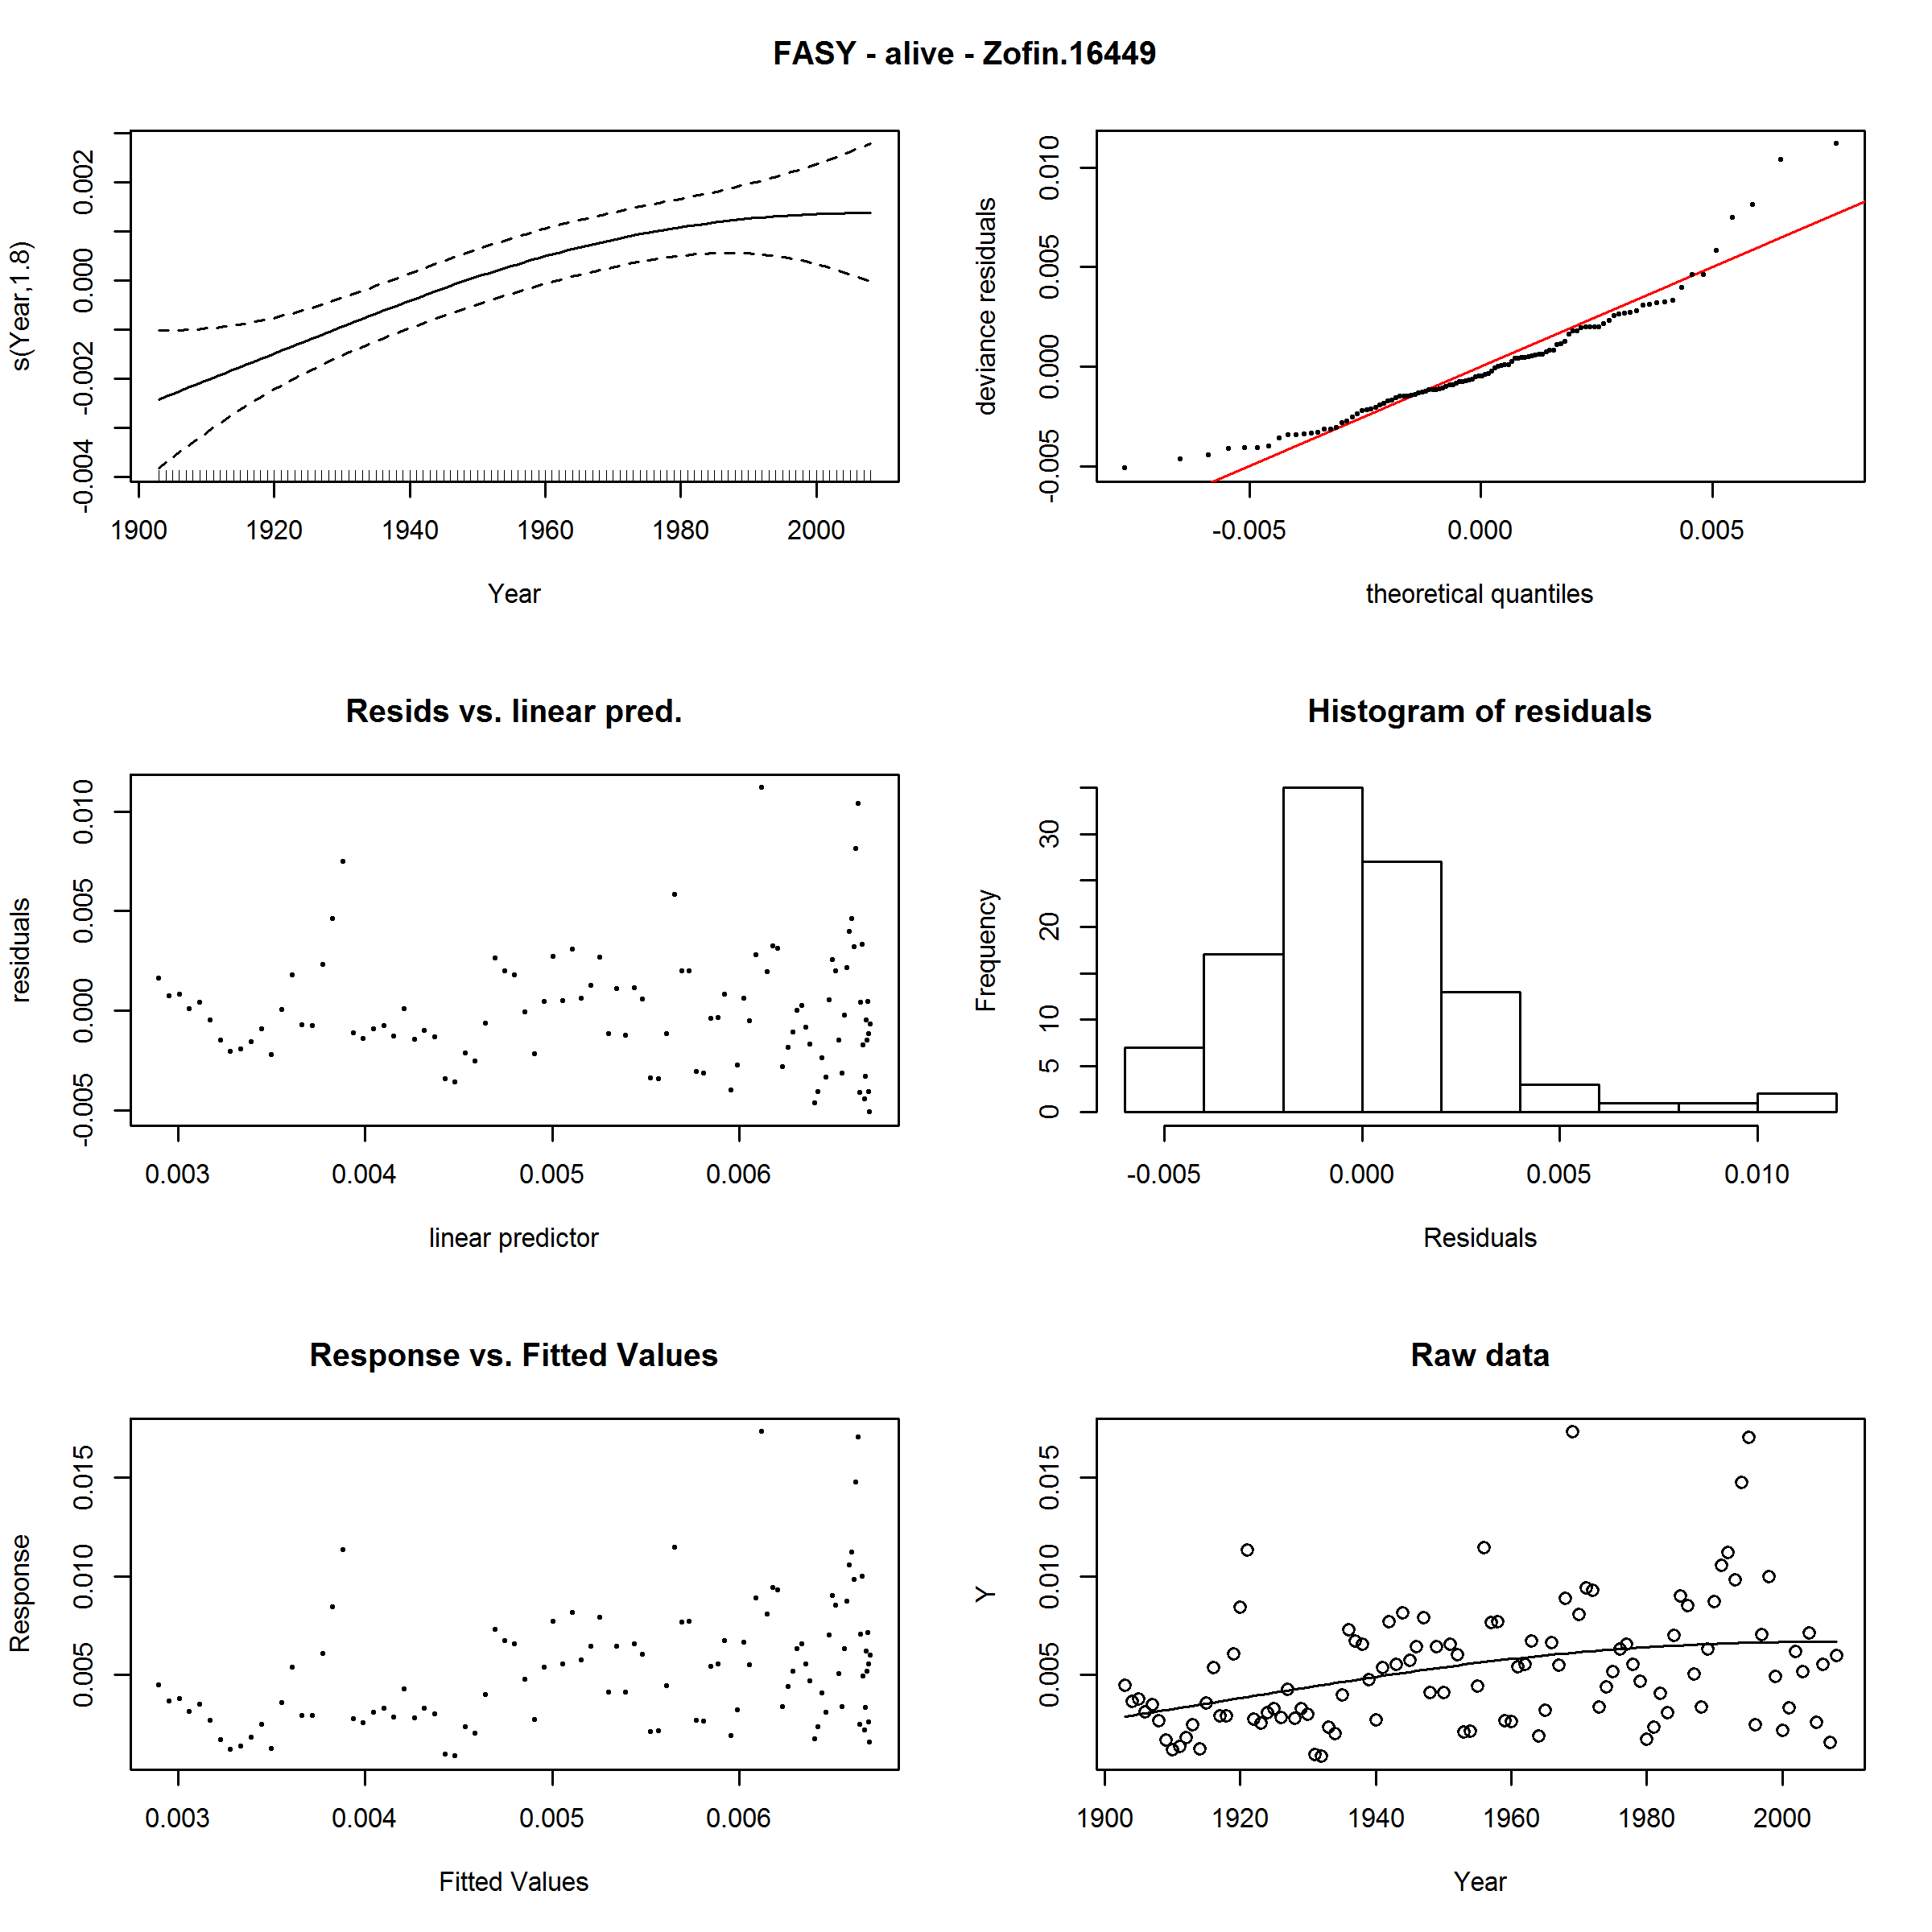 FASY - alive - Zofin.16449
s(Year,1.8)
-0.004 -0.002 0.000 0.002
1900 1920 1940 1960 1980 2000
Year
deviance residuals
-0.005 0.000 0.005 0.010
-0.005 0.000 0.005
theoretical quantiles
Resids vs. linear pred.
residuals
-0.005 0.000 0.005 0.010
0.003 0.004 0.005 0.006
linear predictor
Histogram of residuals
Frequency
0 5 10 20 30
-0.005 0.000 0.005 0.010
Residuals
Response vs. Fitted Values
Response
0.005 0.010 0.015
0.003 0.004 0.005 0.006
Fitted Values
Raw data
Y
0.005 0.010 0.015
1900 1920 1940 1960 1980 2000
Year